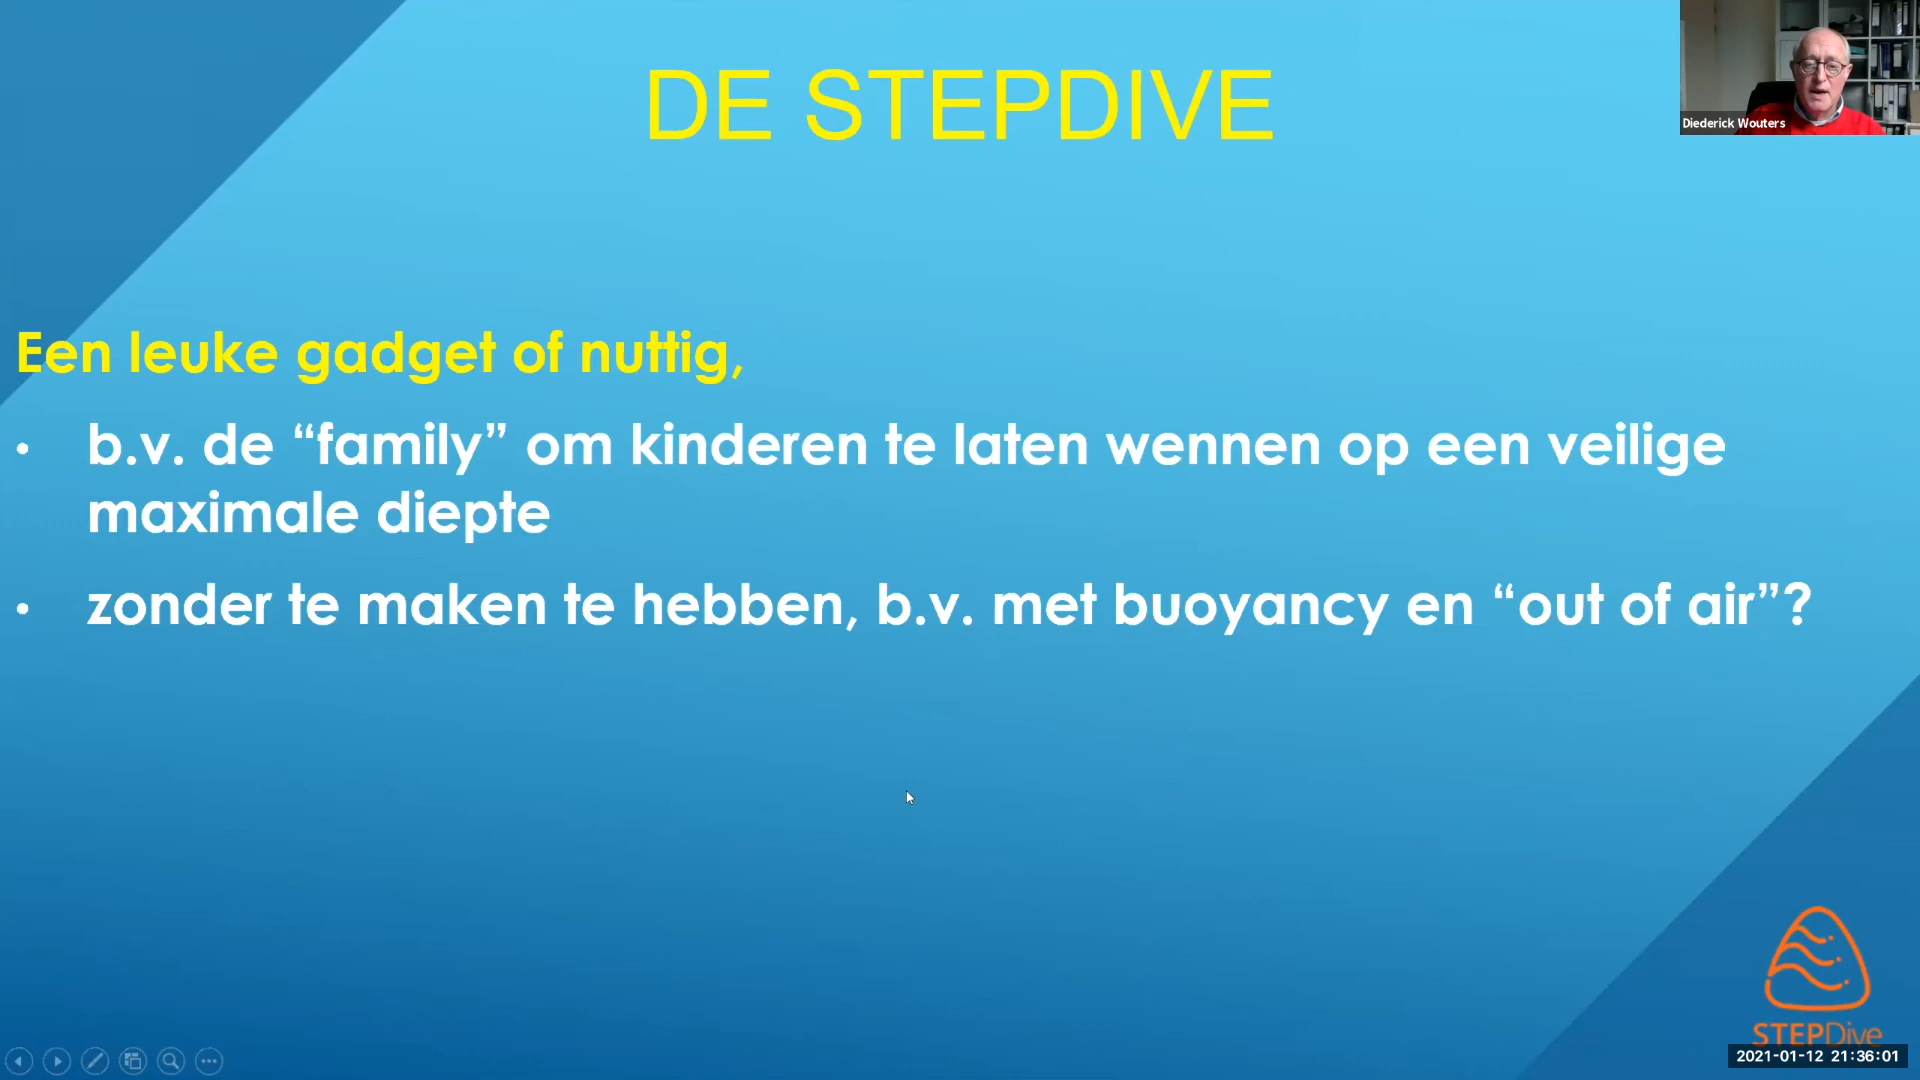 DE STEPDIVE
Diederick Wouters
Een leuke gadget of nuttig,
• b.v. de “family” om kinderen te laten wennen op een veilige
maximale diepte
• zonder te maken te hebben, b.v. met buoyancy en “out of air”?
STEPDive
2021-01-12 21:36:01